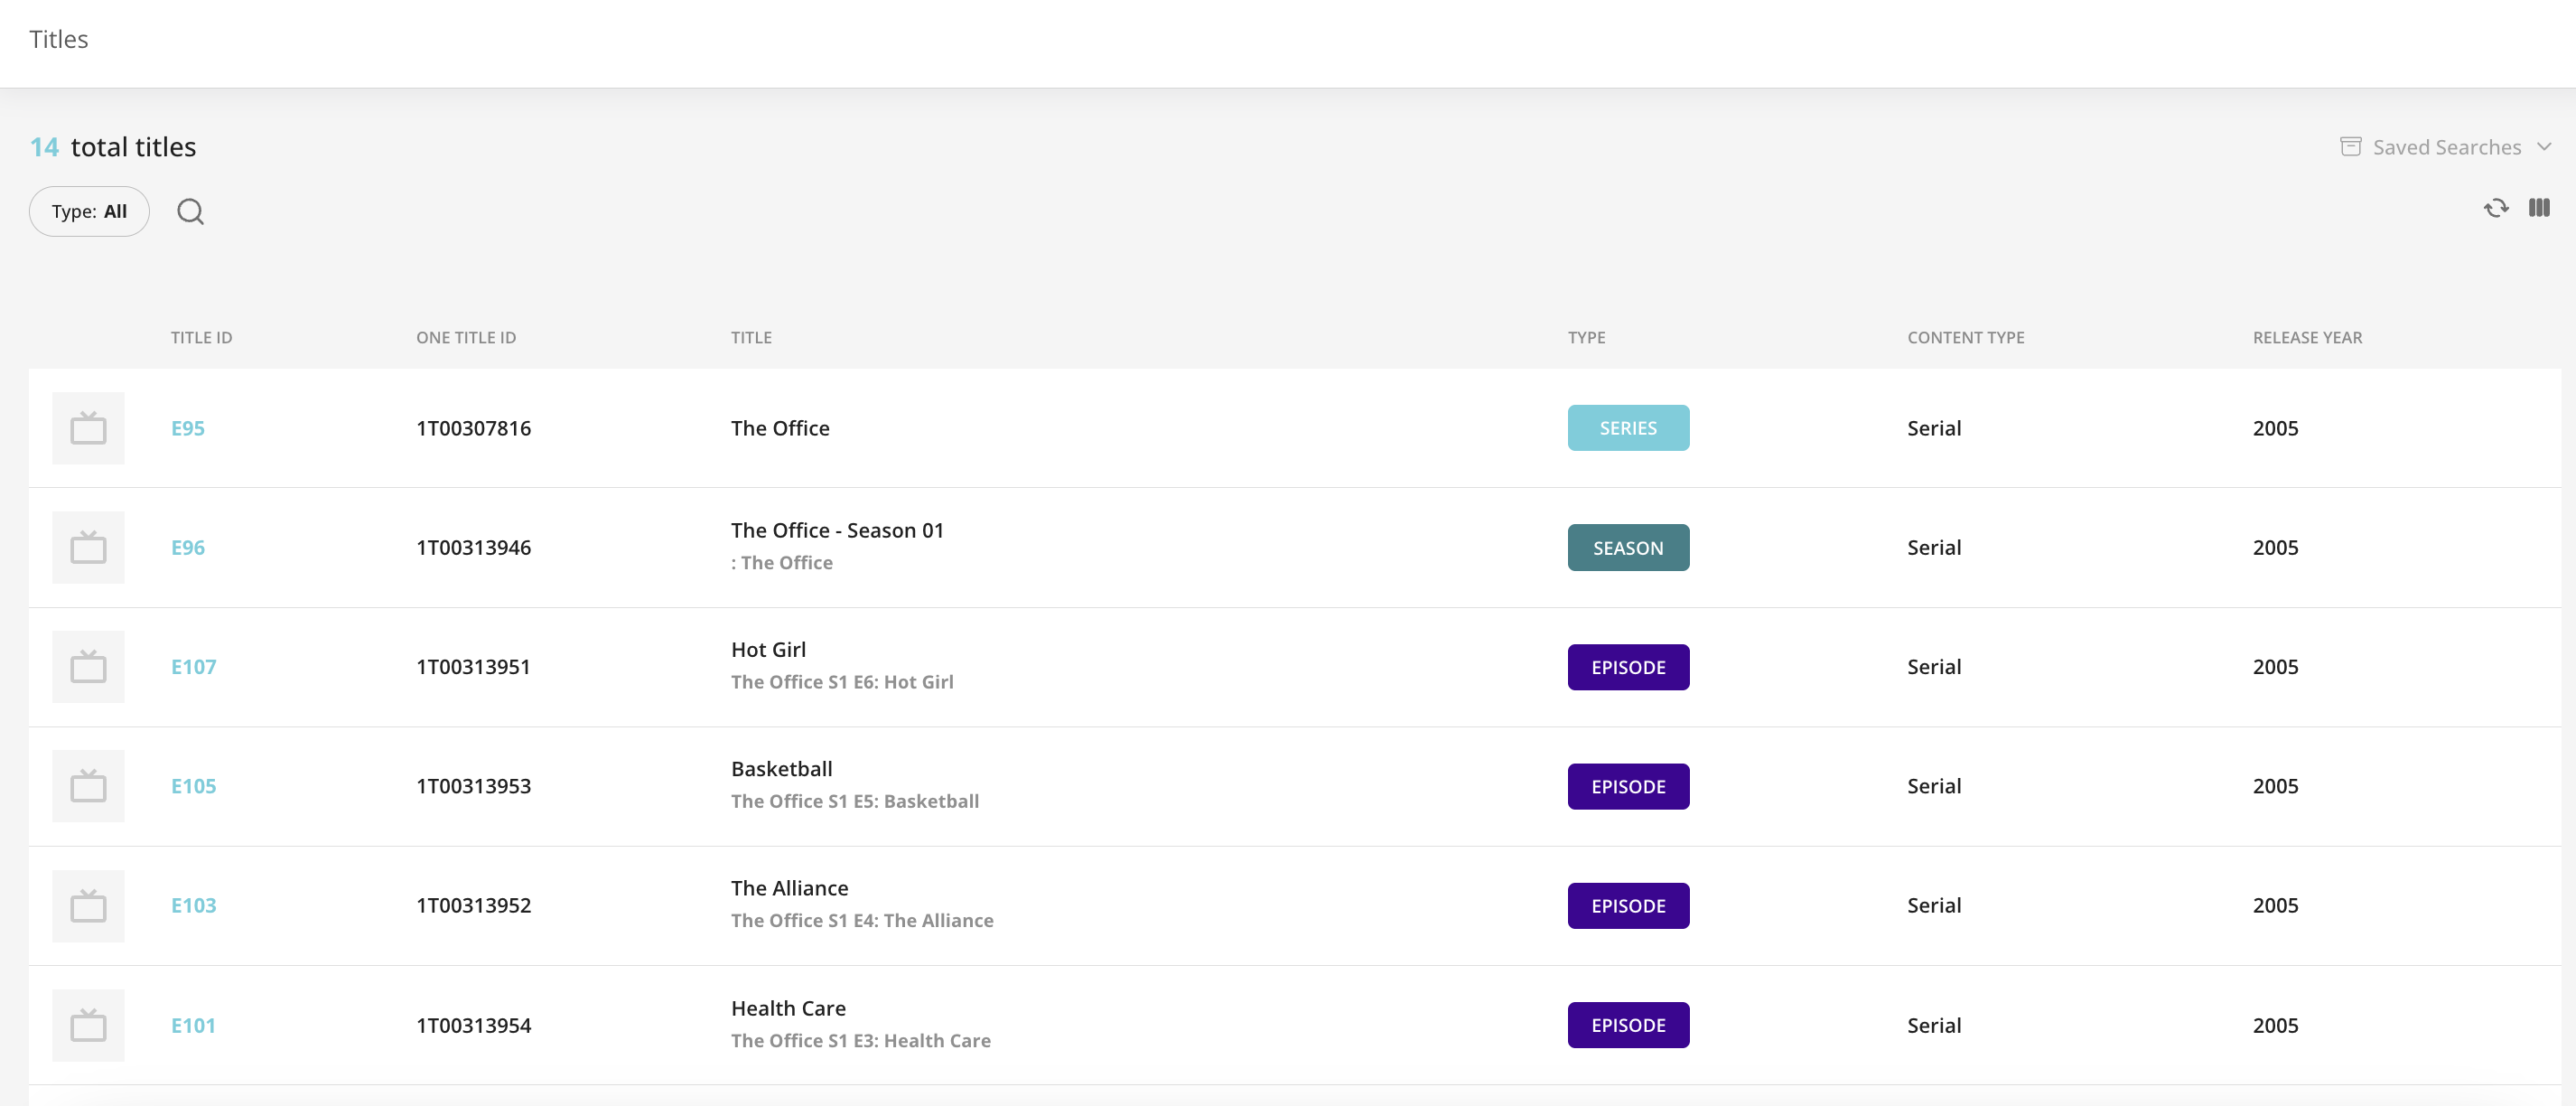 Titles
14 total titles
Saved Searches
Type: All
TITLE ID ONE TITLE ID TITLE TYPE CONTENT TYPE RELEASE YEAR
E95 1T00307816 The Office SERIES Serial 2005
The Office - Season 01
E96 1T00313946 SEASON Serial 2005
: The Office
Hot Girl
E107 1T00313951 EPISODE Serial 2005
The Office S1 E6: Hot Girl
Basketball
E105 1T00313953 EPISODE Serial 2005
The Office S1 E5: Basketball
The Alliance
E103 1T00313952 EPISODE Serial 2005
The Office S1 E4: The Alliance
Health Care
E101 1T00313954 EPISODE Serial 2005
The Office S1 E3: Health Care